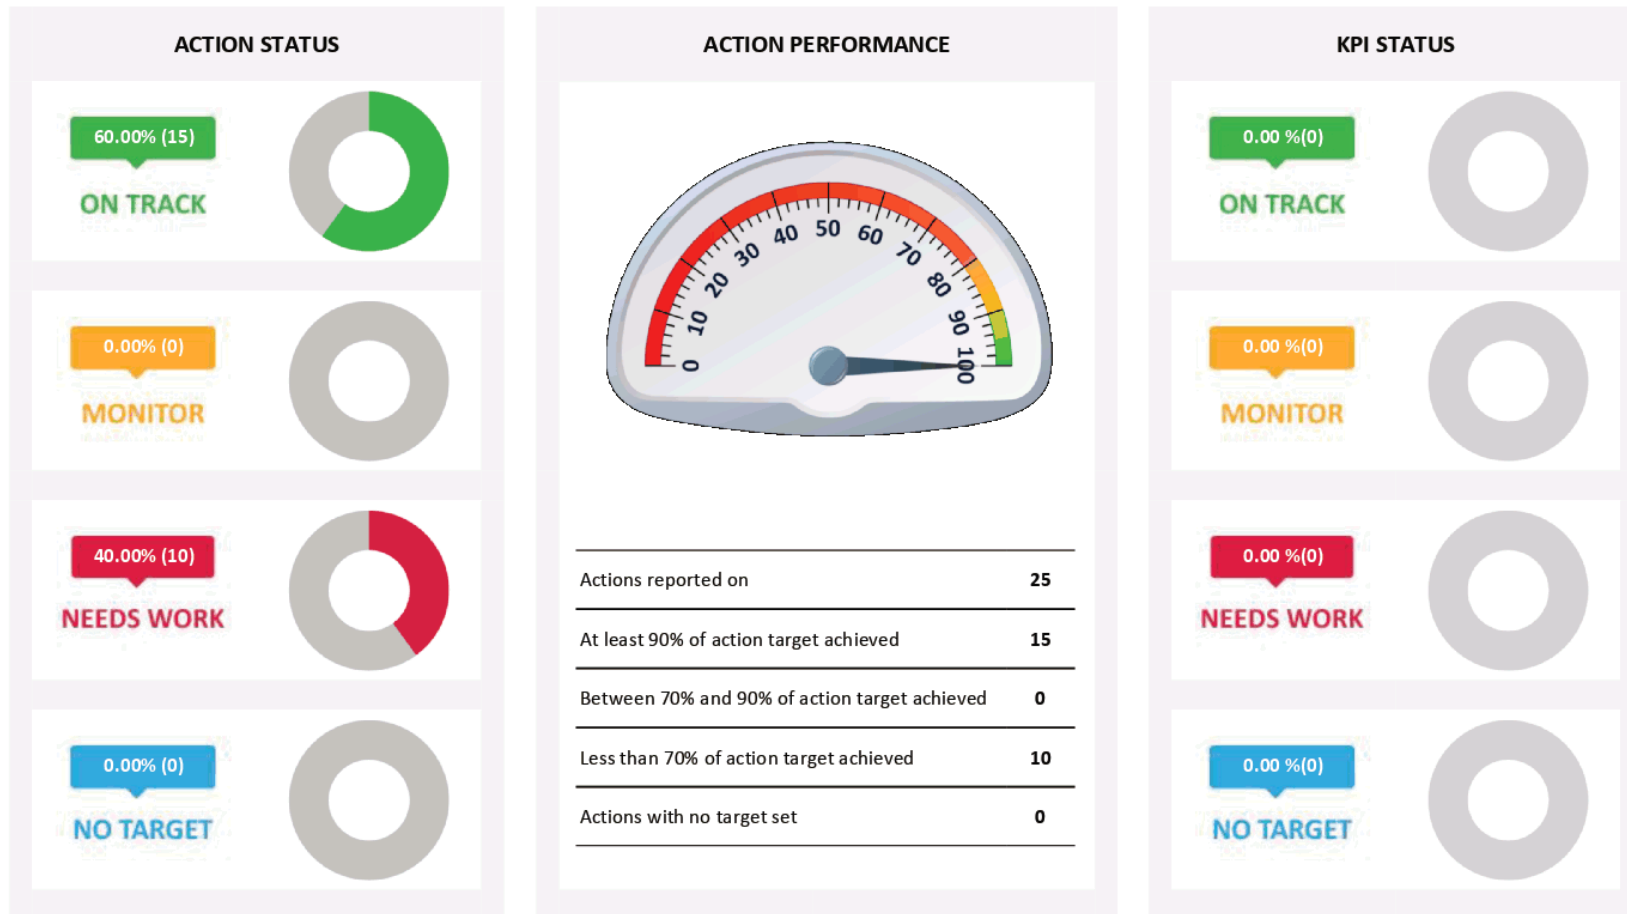 ACTION STATUS
60.00% (15)
ON TRACK
0.00% (0)
MONITOR
40.00% (10)
NEEDS WORK
0.00% (0)
NO TARGET
ACTION PERFORMANCE
0
10
20
30
40
50
60
70
80
90
100
Actions reported on 25
At least 90% of action target achieved 15
Between 70% and 90% of action target achieved 0
Less than 70% of action target achieved 10
Actions with no target set 0
KPI STATUS
0.00 %(0)
ON TRACK
0.00 %(0)
MONITOR
0.00 %(0)
NEEDS WORK
0.00 %(0)
NO TARGET